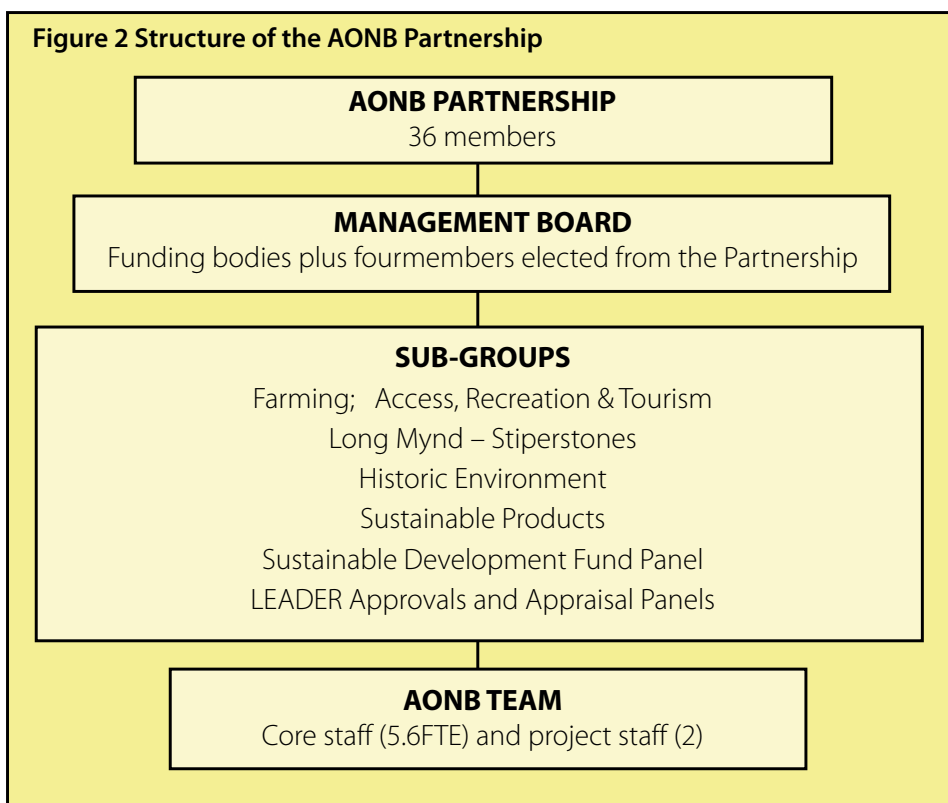 Figure 2 Structure of the AONB Partnership
AONB PARTNERSHIP
36 members
MANAGEMENT BOARD
Funding bodies plus fourmembers elected from the Partnership
SUB-GROUPS
Farming;   Access, Recreation & Tourism
Long Mynd – Stiperstones
Historic Environment
Sustainable Products
Sustainable Development Fund Panel
LEADER Approvals and Appraisal Panels
AONB TEAM
Core staff (5.6FTE) and project staff (2)